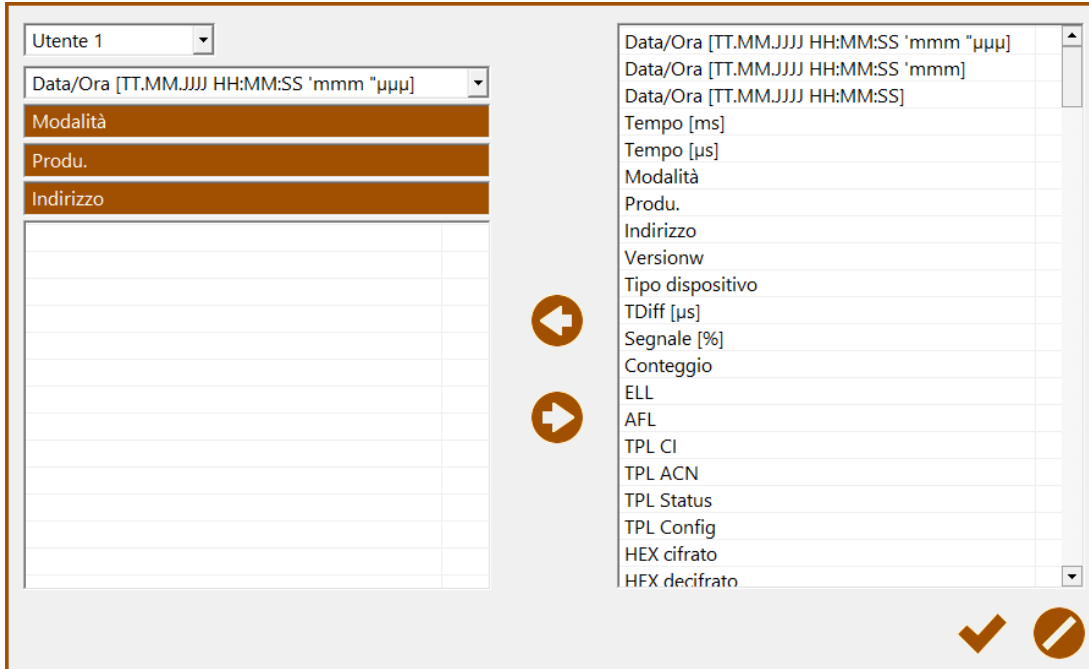 Utente 1
Data/Ora [TT.MM.JJJJ HH:MM:SS 'mmm "µµµ]
Modalità
Produ.
Indirizzo
Data/Ora [TT.MM.JJJJ HH:MM:SS 'mmm "µµµ]
Data/Ora [TT.MM.JJJJ HH:MM:SS 'mmm]
Data/Ora [TT.MM.JJJJ HH:MM:SS]
Tempo [ms]
Tempo [µs]
Modalità
Produ.
Indirizzo
Versionw
Tipo dispositivo
TDiff [µs]
Segnale [%]
Conteggio
ELL
AFL
TPL CI
TPL ACN
TPL Status
TPL Config
HEX cifrato
HEX decifrato